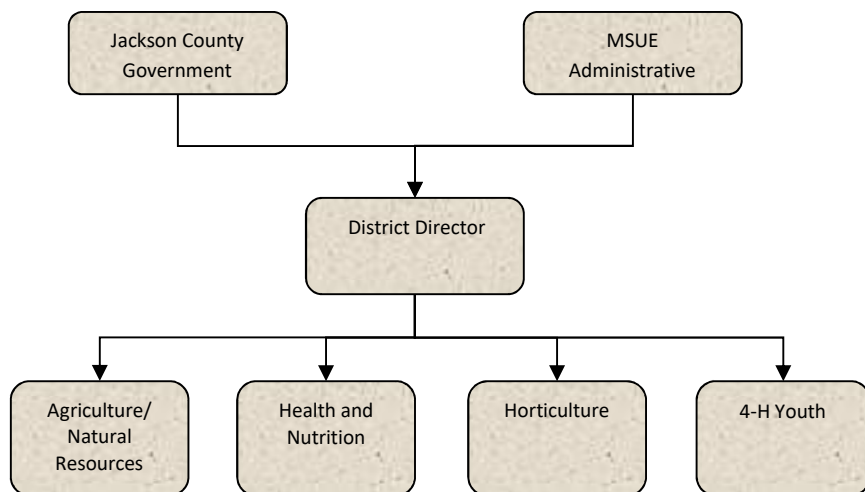 Jackson County
Government
MSUE
Administrative
District Director
Agriculture/
Natural
Resources
Health and
Nutrition
Horticulture
4-H Youth